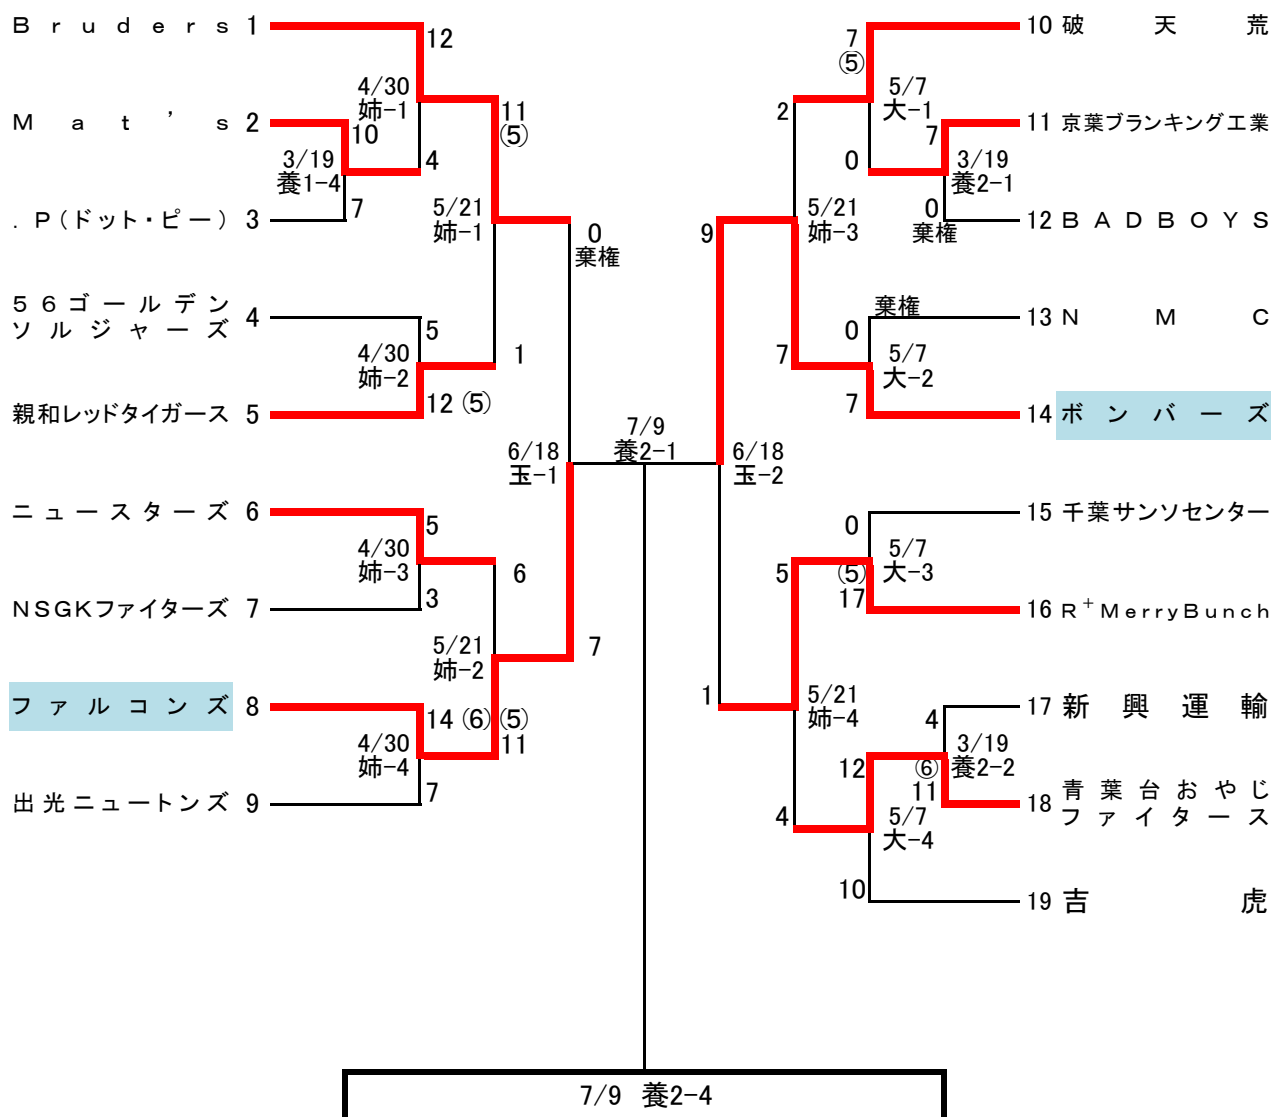 Bruders 1
12
4/30
姉-1
Mat's 2
10
3/19
養1-4
4
7
.P(ドット・ピー) 3
11
(5)
5/21
姉-1
0
棄権
56ゴールデン
ソルジャーズ 4
5
4/30
姉-2
1
親和レッドタイガース 5
12 (5)
6/18
玉-1
7/9
養2-1
ニュースターズ 6
5
4/30
姉-3
6
NSGKファイターズ 7
3
5/21
姉-2
7
ファルコンズ 8
14 (6)
(5)
11
4/30
姉-4
7
出光ニュートンズ 9
10 破天荒
7
⑤
5/7
大-1
2
11 京葉ブランキング工業
7
0
3/19
養2-1
0
棄権
12 BADBOYS
9
5/21
姉-3
棄権
0
13 NMC
7
5/7
大-2
7
14 ボンバーズ
6/18
玉-2
15 千葉サンソセンター
0
5
(5)
5/7
大-3
17
16 R+MerryBunch
1
5/21
姉-4
17 新興運輸
4
3/19
養2-2
12
⑥
11
18 青葉台おやじ
ファイタース
4
5/7
大-4
10
19 吉虎
7/9 養2-4